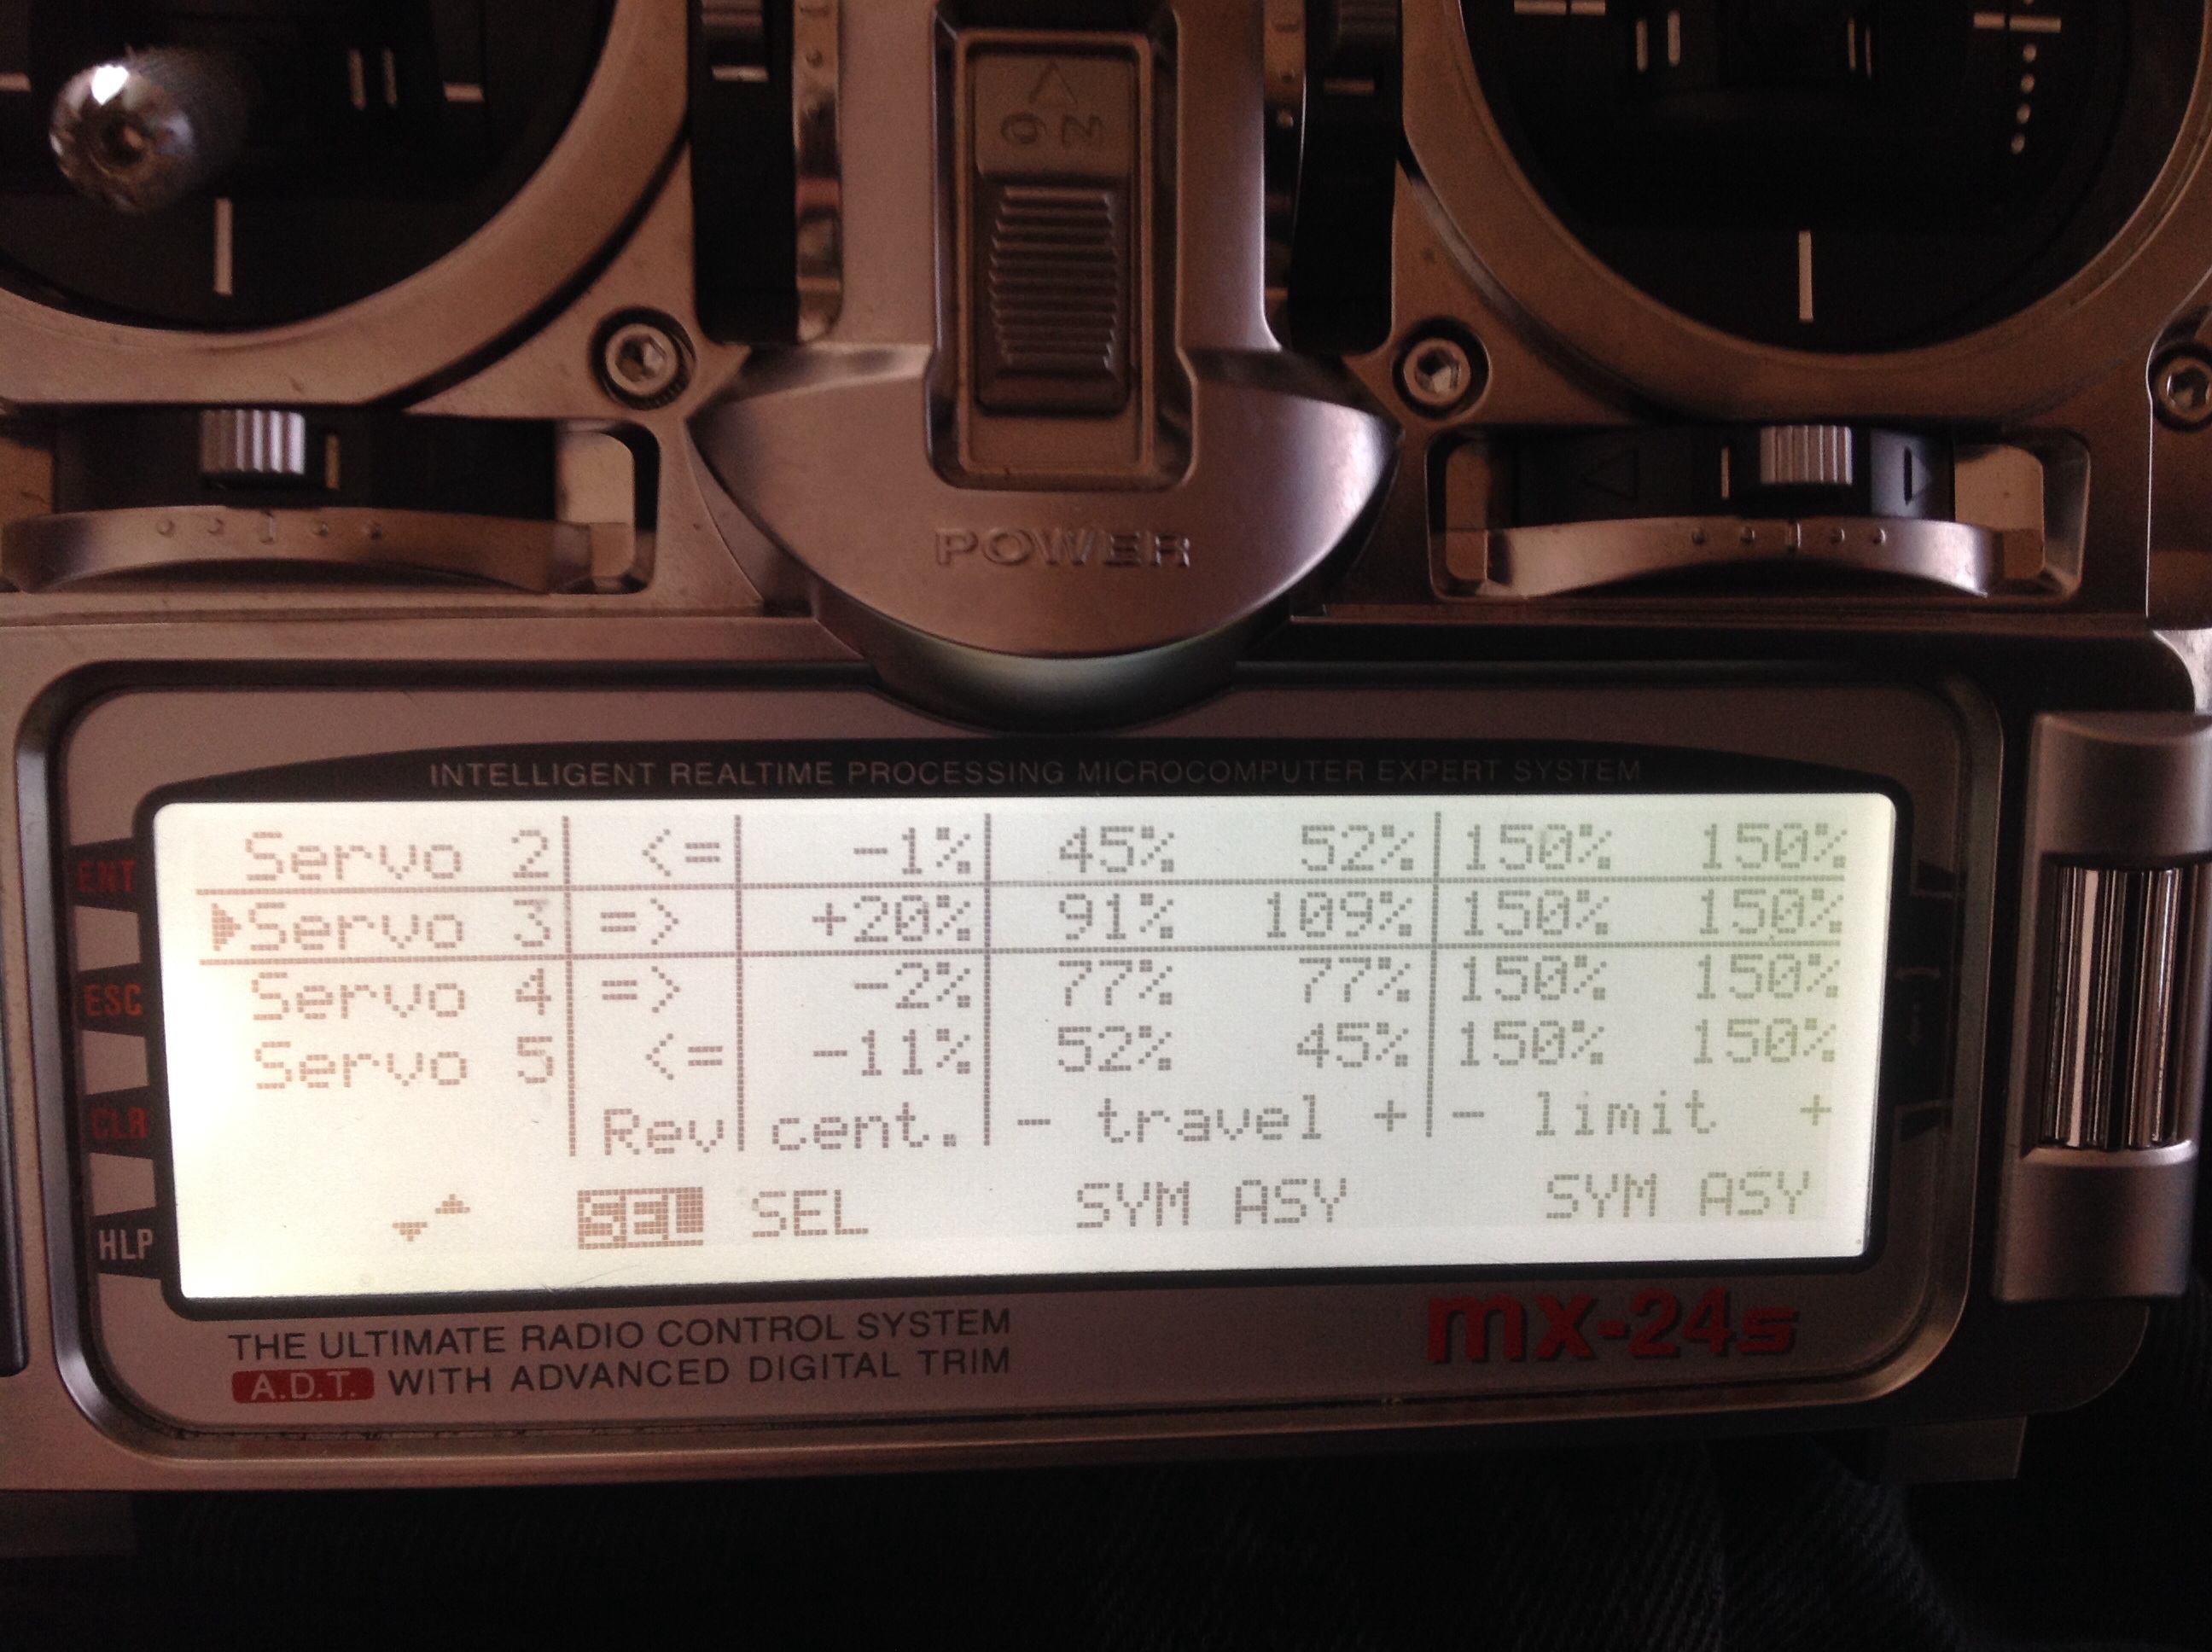 ON
POWER
INTELLIGENT REALTIME PROCESSING MICROCOMPUTER EXPERT SYSTEM
Servo 2 <= -1% 45% 52% 150% 150%
Servo 3 => +20% 91% 109% 150% 150%
Servo 4 => -2% 77% 77% 150% 150%
Servo 5 <= -11% 52% 45% 150% 150%
Rev cent. - travel + - limit +
SEL SEL SYM ASY SYM ASY
ENT
ESC
CLR
HLP
THE ULTIMATE RADIO CONTROL SYSTEM
A.D.T. WITH ADVANCED DIGITAL TRIM
mx-24s